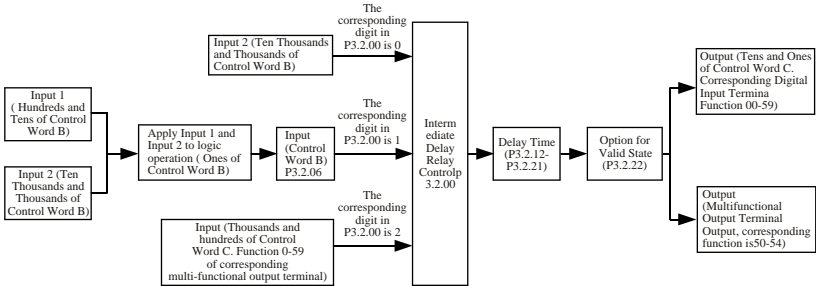 The
corresponding
digit in
P3.2.00 is 0
Input 2 (Ten Thousands
and Thousands of
Control Word B)
Input 1
( Hundreds and
Tens of Control
Word B)
Input 2 (Ten
Thousands and
Thousands of
Control Word B)
Apply Input 1 and
Input 2 to logic
operation ( Ones of
Control Word B)
Input
(Control
Word B)
P3.2.06
The
corresponding
digit in
P3.2.00 is 1
Input (Thousands and
hundreds of Control
Word C. Function 0-59
of corresponding
multi-functional output terminal)
The
corresponding
digit in
P3.2.00 is 2
Interm
ediate
Delay
Relay
Controlp
3.2.00
Delay Time
(P3.2.12-
P3.2.21)
Option for
Valid State
(P3.2.22)
Output (Tens and Ones
of Control Word C.
Corresponding Digital
Input Termina
Function 00-59)
Output
(Multifunctional
Output Terminal
Output, corresponding
function is50-54)